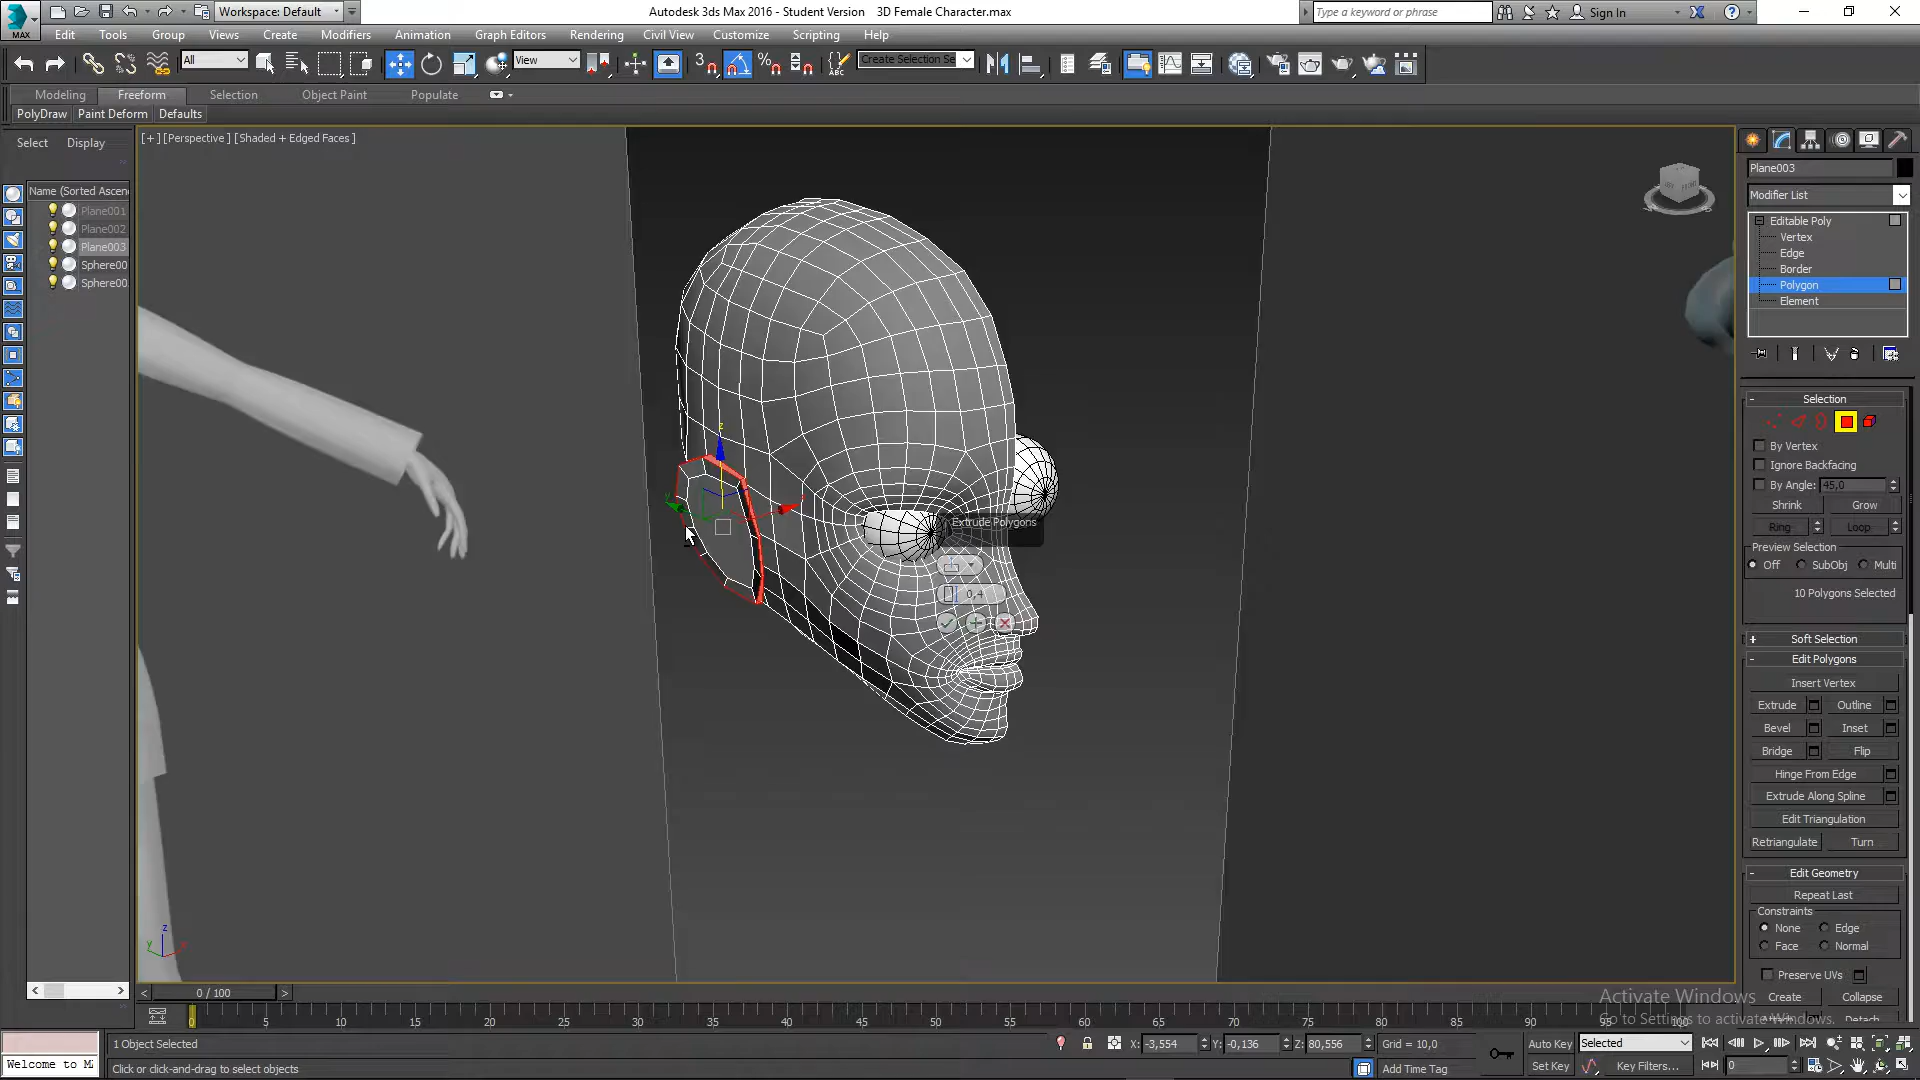 Workspace: Default
Autodesk 3ds Max 2016 - Student Version 3D Female Character.max
Type a keyword or phrase
Sign In
MAX
Edit Tools Group Views Create Modifiers Animation Graph Editors Rendering Civil View Customize Scripting Help
All
View
3
ABC
Create Selection Se
Modeling Freeform Selection Object Paint Populate
PolyDraw Paint Deform Defaults
Select Display
[+] [Perspective ] [Shaded + Edged Faces ]
Name (Sorted Ascen
Plane001
Plane002
Plane003
Sphere00
Sphere00.
Plane003
Modifier List
Editable Poly
Vertex
Edge
Border
Polygon
Element
Selection
By Vertex
Ignore Backfacing
By Angle: 45,0
Shrink Grow
Ring Loop
Preview Selection
Off SubObj Multi
10 Polygons Selected
Soft Selection
Edit Polygons
Insert Vertex
Extrude Outline
Bevel Inset
Bridge Flip
Hinge From Edge
Extrude Along Spline
Edit Triangulation
Retriangulate Turn
Edit Geometry
Repeat Last
Constraints
None Edge
Face Normal
Preserve UVs
Create Collapse
Detach
Extrude Polygons
0,4
z
y
z
y x
Activate Windows
Go to Settings to activate Windows.
0 / 100
0 5 10 15 20 25 30 35 40 45 50 55 60 65 70 75 80 85 90 95 100
1 Object Selected
X: -3,554 Y: -0,136 Z: 80,556 Grid = 10,0
Auto Key Selected
Welcome to M
Click or click-and-drag to select objects
Add Time Tag
Set Key Key Filters... 0